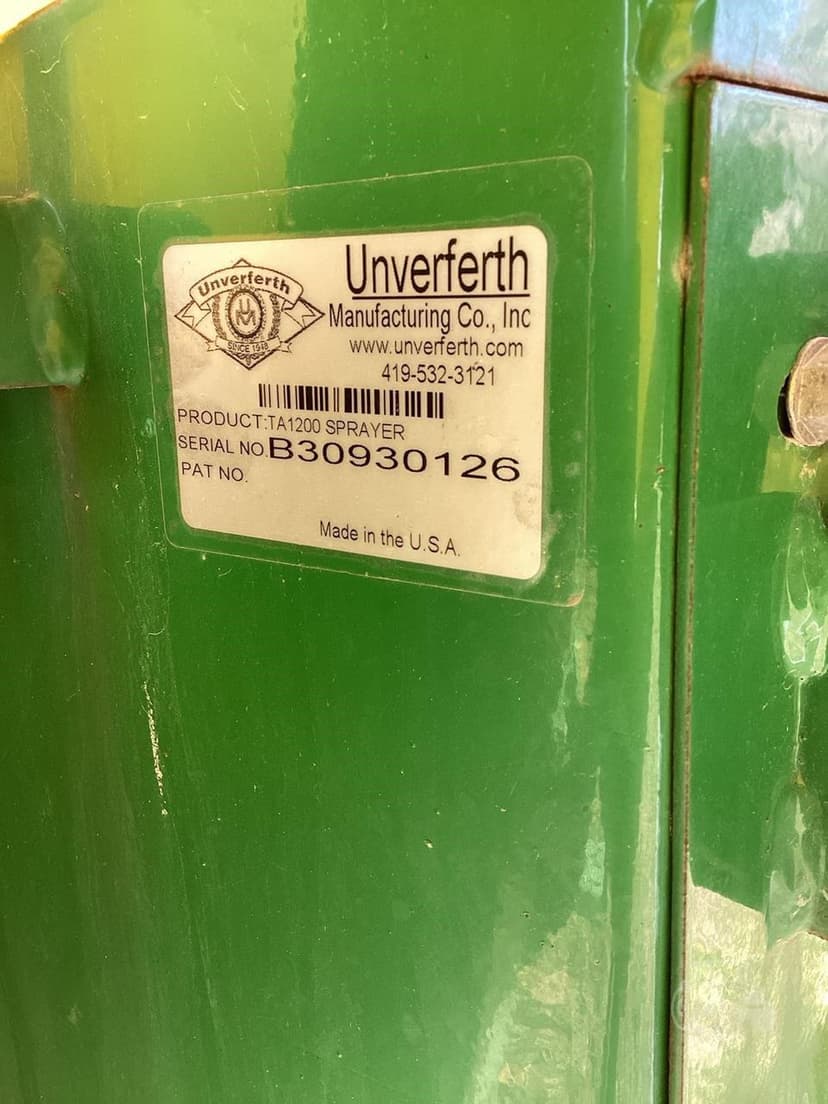 Unverferth
UM
SINCE 1948
Unverferth
Manufacturing Co., Inc
www.unverferth.com
419-532-3121
PRODUCT:TA1200 SPRAYER
SERIAL NO.B30930126
PAT NO.
Made in the U.S.A.